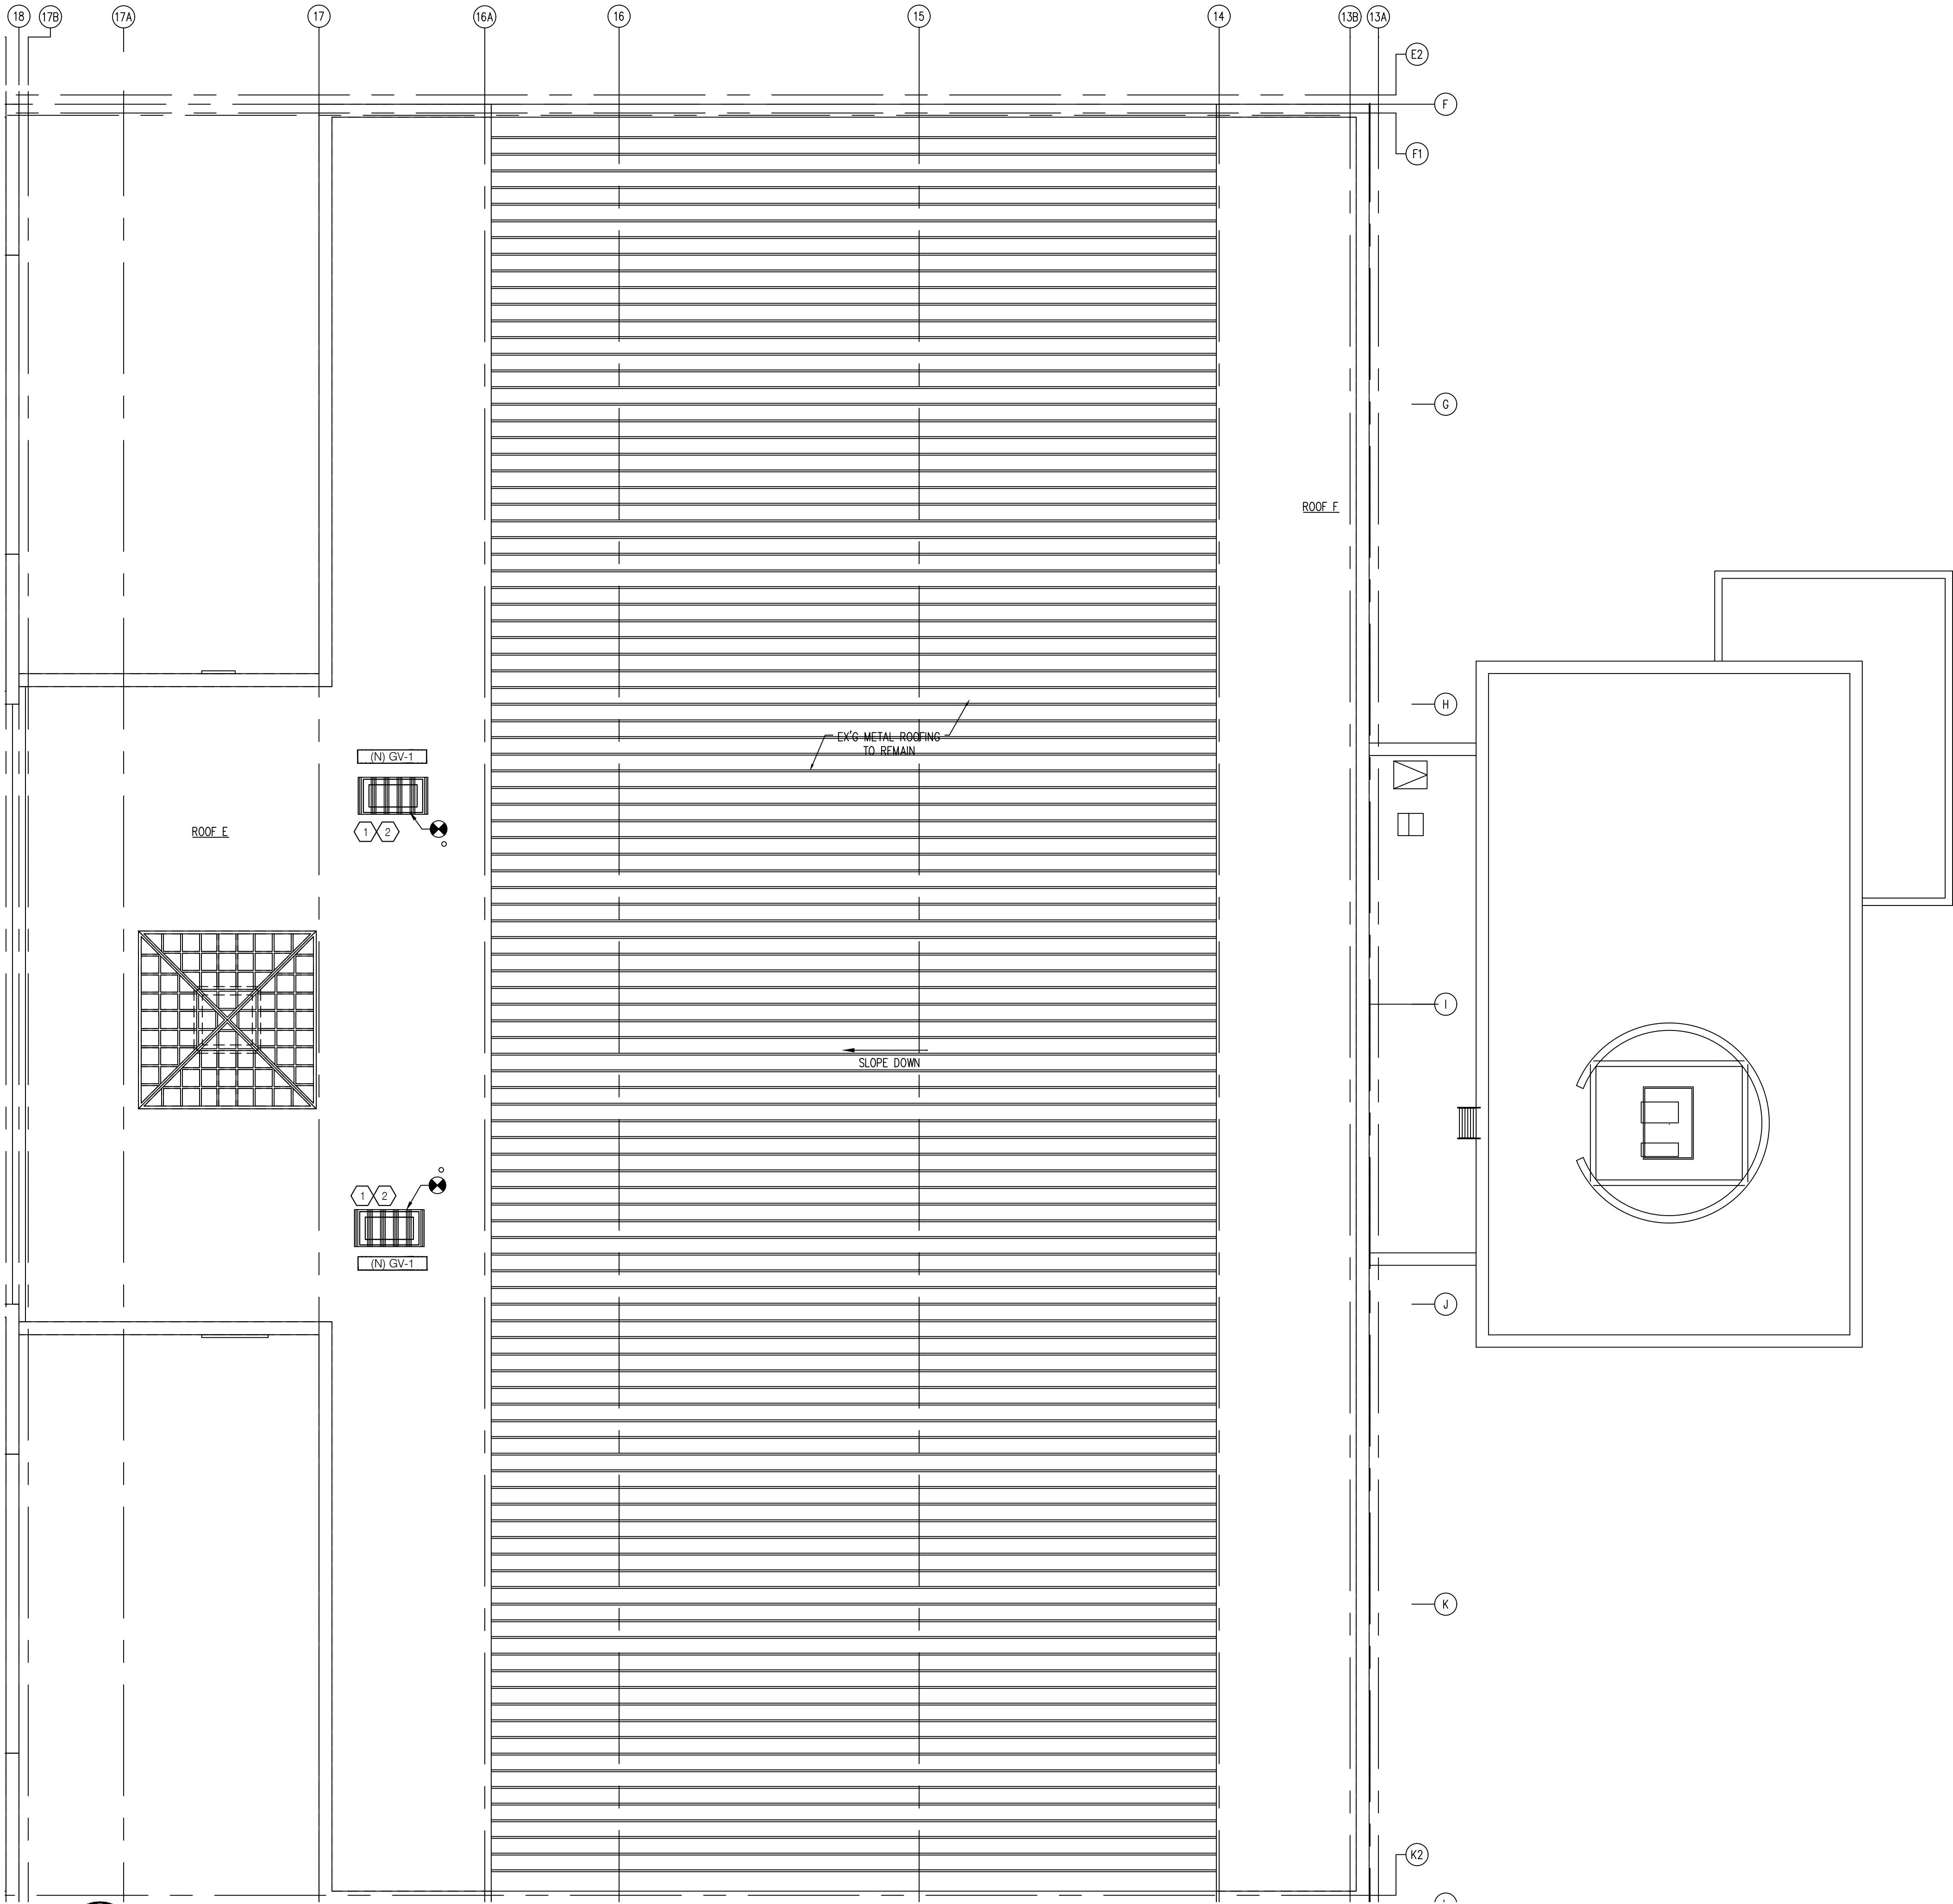 18 17B 17A 17 16A 16 15 14 13B 13A
E2
F
F1
G
ROOF F
H
EX'G METAL ROOFING
TO REMAIN
(N) GV-1
1 2
ROOF E
I
SLOPE DOWN
1 2
(N) GV-1
J
K
K2